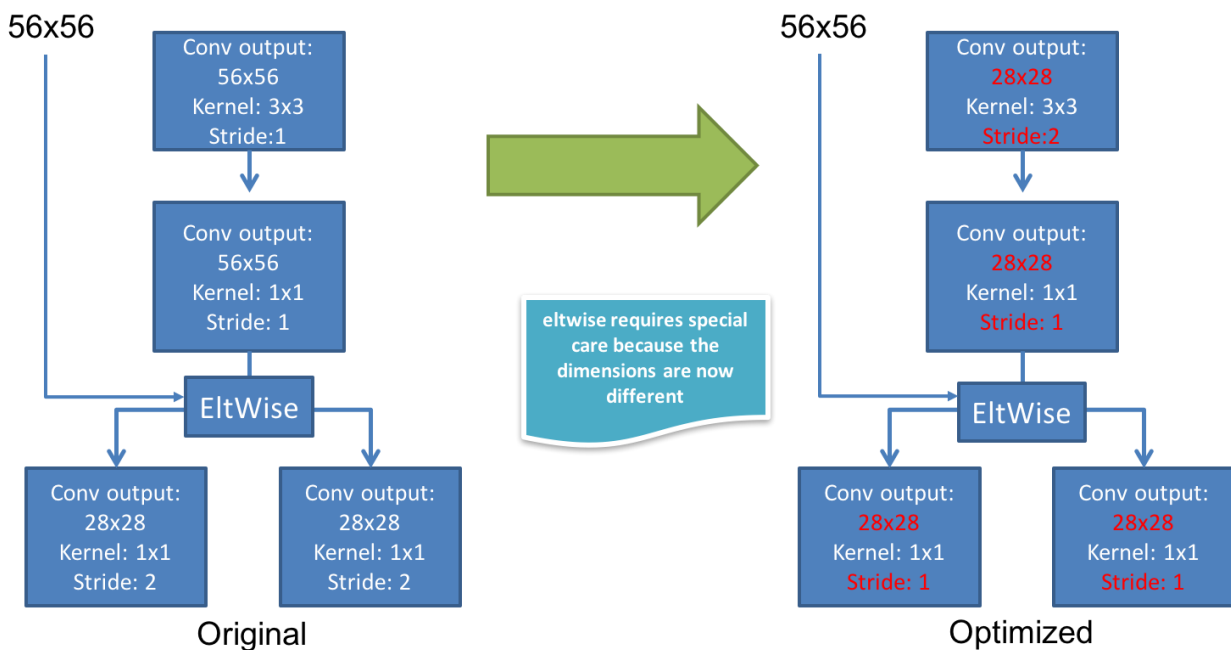 56x56
Conv output:
56x56
Kernel: 3x3
Stride:1
Conv output:
56x56
Kernel: 1x1
Stride: 1
EltWise
Conv output:
28x28
Kernel: 1x1
Stride: 2
Conv output:
28x28
Kernel: 1x1
Stride: 2
Original
eltwise requires special
care because the
dimensions are now
different
56x56
Conv output:
28x28
Kernel: 3x3
Stride:2
Conv output:
28x28
Kernel: 1x1
Stride: 1
EltWise
Conv output:
28x28
Kernel: 1x1
Stride: 1
Conv output:
28x28
Kernel: 1x1
Stride: 1
Optimized